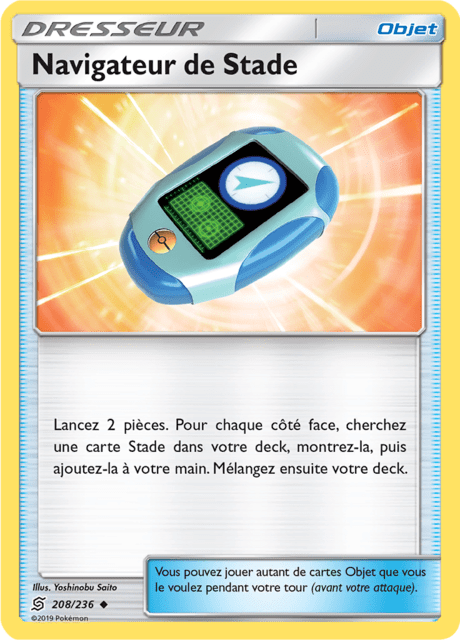 DRESSEUR Objet
Navigateur de Stade
Lancez 2 pièces. Pour chaque côté face, cherchez
une carte Stade dans votre deck, montrez-la, puis
ajoutez-la à votre main. Mélangez ensuite votre deck.
Vous pouvez jouer autant de cartes Objet que vous
le voulez pendant votre tour (avant votre attaque).
Illus. Yoshinobu Saito
208/236
©2019 Pokémon